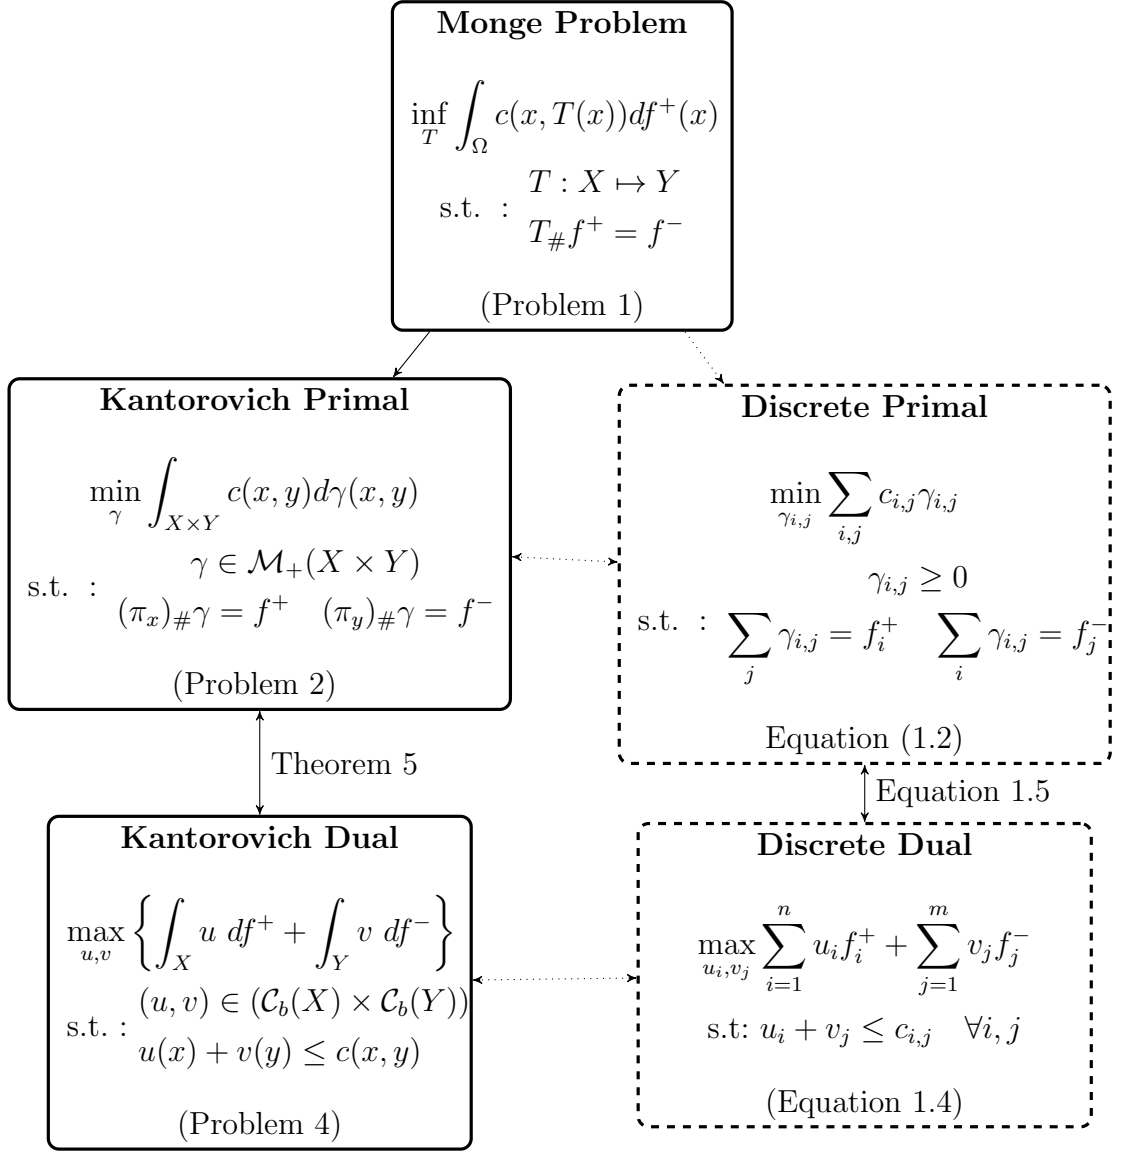 Monge Problem
inf_T ∫_Ω c(x, T(x))df⁺(x)
s.t. :
T : X ↦ Y
T_# f⁺ = f⁻
(Problem 1)
Kantorovich Primal
min_γ ∫_{X×Y} c(x, y)dγ(x, y)
s.t. :
γ ∈ ℳ₊(X × Y)
(π_x)_#γ = f⁺ (π_y)_#γ = f⁻
(Problem 2)
Discrete Primal
min_{γ_{i,j}} ∑_{i,j} c_{i,j}γ_{i,j}
s.t. :
γ_{i,j} ≥ 0
∑_j γ_{i,j} = f_i^+ ∑_i γ_{i,j} = f_j^-
Equation (1.2)
Theorem 5
Equation 1.5
Kantorovich Dual
max_{u,v} {∫_X u df⁺ + ∫_Y v df⁻}
s.t. :
(u, v) ∈ (𝒞_b(X) × 𝒞_b(Y))
u(x) + v(y) ≤ c(x, y)
(Problem 4)
Discrete Dual
max_{u_i,v_j} ∑_{i=1}^n u_i f_i^+ + ∑_{j=1}^m v_j f_j^-
s.t: u_i + v_j ≤ c_{i,j} ∀i, j
(Equation 1.4)